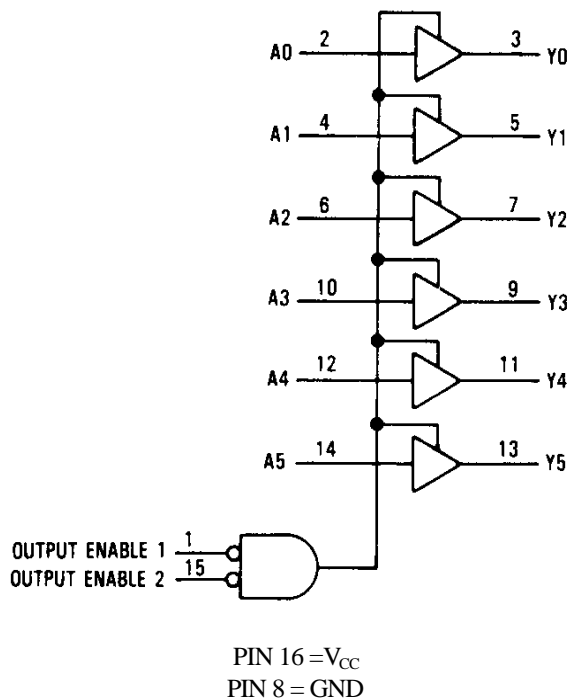 A0 2 3 Y0
A1 4 5 Y1
A2 6 7 Y2
A3 10 9 Y3
A4 12 11 Y4
A5 14 13 Y5
OUTPUT ENABLE 1 1
OUTPUT ENABLE 2 15
PIN 16 =VCC
PIN 8 = GND